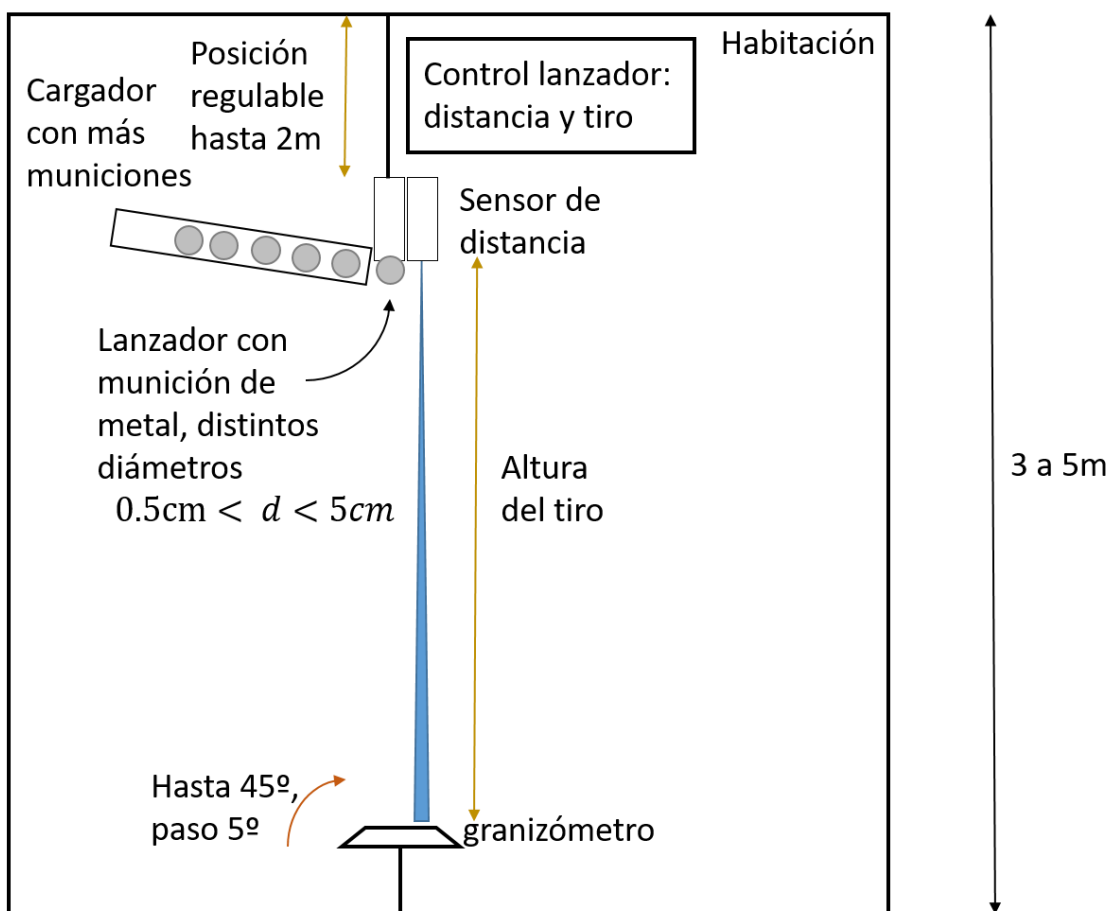 Habitación
Posición
regulable
hasta 2m
Control lanzador:
distancia y tiro
Cargador
con más
municiones
Sensor de
distancia
Lanzador con
munición de
metal, distintos
diámetros
0.5cm < d < 5cm
Altura
del tiro
3 a 5m
Hasta 45º,
paso 5º
granizómetro